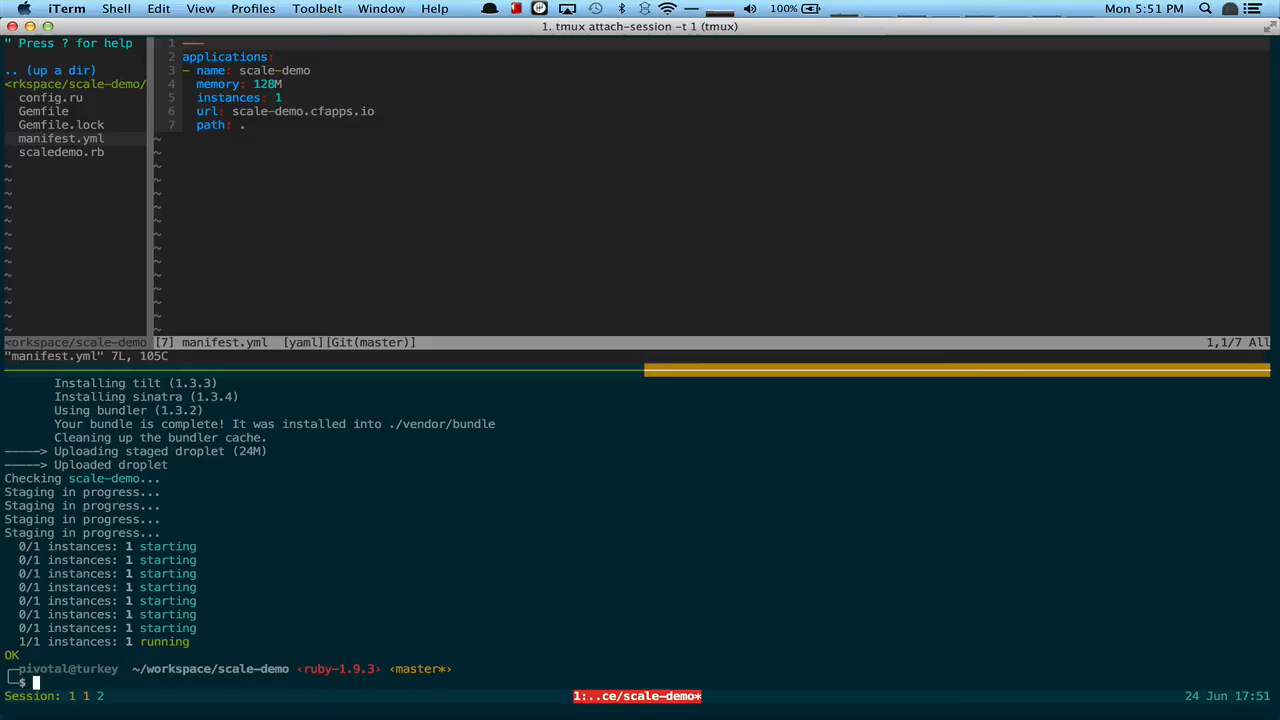 iTerm Shell Edit View Profiles Toolbelt Window Help 100% Mon 5:51 PM
1. tmux attach-session -t 1 (tmux)
" Press ? for help
.. (up a dir)
<rkspace/scale-demo/
config.ru
Gemfile
Gemfile.lock
manifest.yml
scaledemo.rb
1 ---
2 applications:
3 - name: scale-demo
4 memory: 128M
5 instances: 1
6 url: scale-demo.cfapps.io
7 path: .
<orkspace/scale-demo [7] manifest.yml [yaml][Git(master)] 1,1/7 All
"manifest.yml" 7L, 105C
Installing tilt (1.3.3)
Installing sinatra (1.3.4)
Using bundler (1.3.2)
Your bundle is complete! It was installed into ./vendor/bundle
Cleaning up the bundler cache.
-----> Uploading staged droplet (24M)
-----> Uploaded droplet
Checking scale-demo...
Staging in progress...
Staging in progress...
Staging in progress...
Staging in progress...
0/1 instances: 1 starting
0/1 instances: 1 starting
0/1 instances: 1 starting
0/1 instances: 1 starting
0/1 instances: 1 starting
0/1 instances: 1 starting
0/1 instances: 1 starting
1/1 instances: 1 running
OK
pivotal@turkey ~/workspace/scale-demo ‹ruby-1.9.3› ‹master*›
$
Session: 1 1 2 1:..ce/scale-demo* 24 Jun 17:51